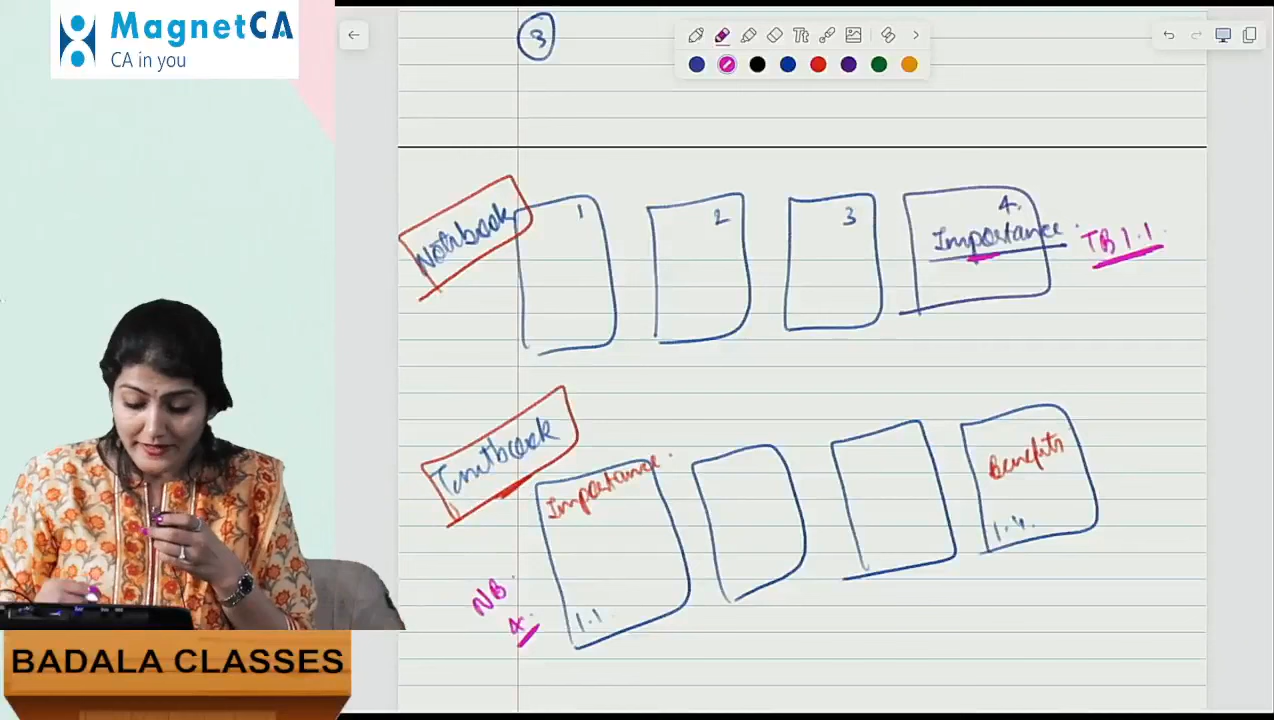 MagnetCA
CA in you
3
Notebook
1
2
3
4.
Importance
TB 1.1
Textbook
Importance
1.1
Benefits
1.4.
NB
4.
BADALA CLASSES